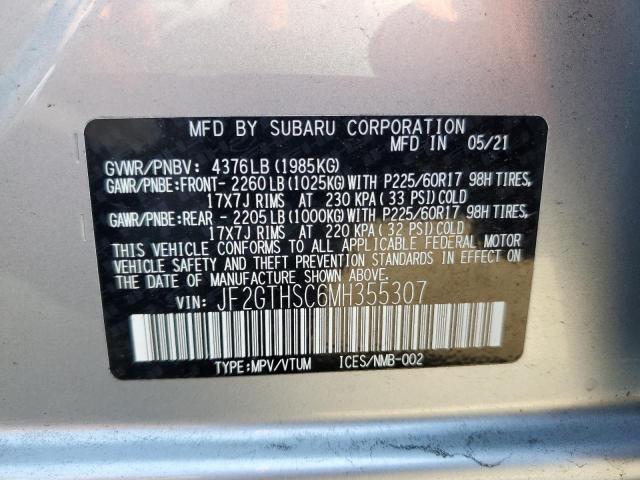 MFD BY SUBARU CORPORATION
MFD IN 05/21
GVWR/PNBV: 4376LB(1985KG)
GAWR/PNBE:FRONT- 2260LB(1025KG)WITH P225/60R17 98H TIRES,
17X7J RIMS AT 230 KPA(33 PSI)COLD
GAWR/PNBE:REAR - 2205LB(1000KG)WITH P225/60R17 98H TIRES,
17X7J RIMS AT 220 KPA(32 PSI)COLD
THIS VEHICLE CONFORMS TO ALL APPLICABLE FEDERAL MOTOR
VEHICLE SAFETY AND THEFT PREVENTION STANDARDS IN EFFECT ON
THE DATE OF MANUFACTURE SHOWN ABOVE.
VIN: JF2GTHSC6MH355307
TYPE:MPV/VTUM ICES/NMB-002